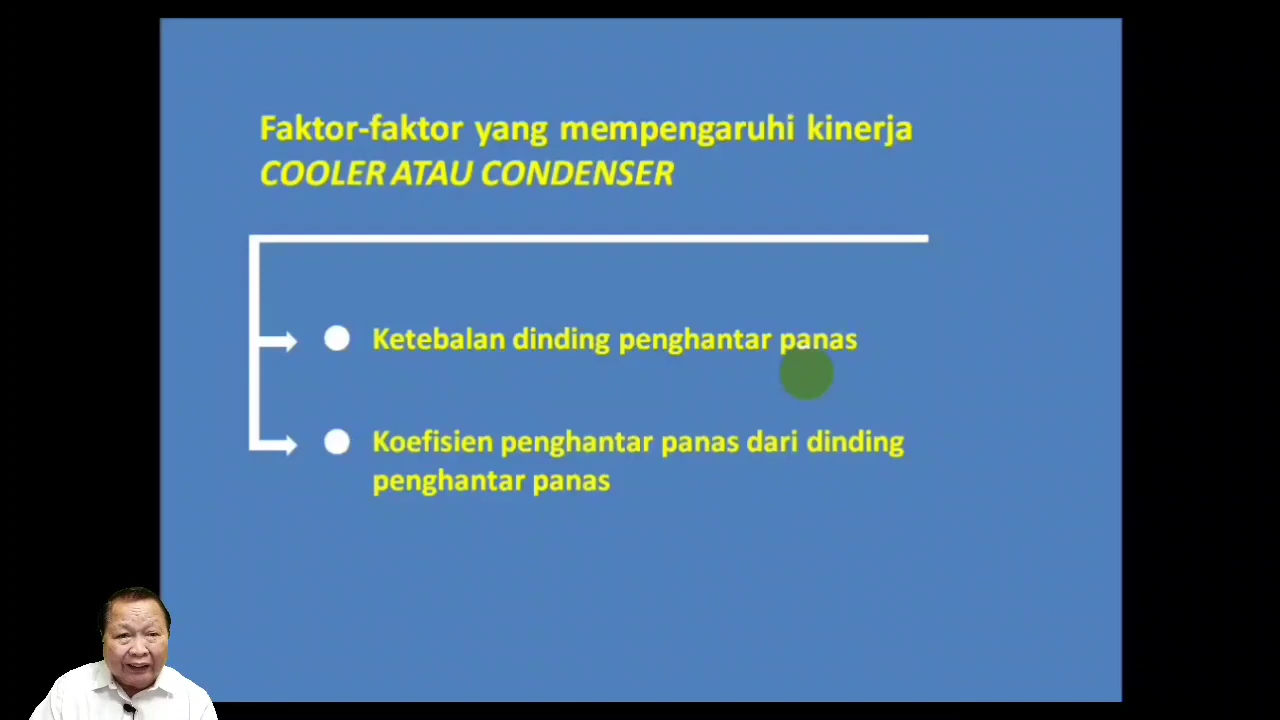 Faktor-faktor yang mempengaruhi kinerja
COOLER ATAU CONDENSER
Ketebalan dinding penghantar panas
Koefisien penghantar panas dari dinding
penghantar panas